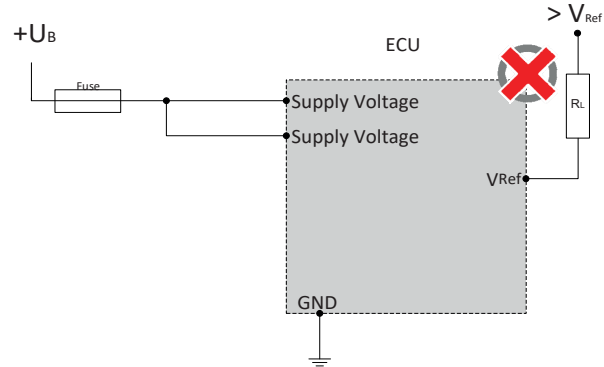 > VRef
+UB
ECU
Fuse
Supply Voltage
RL
Supply Voltage
VRef
GND